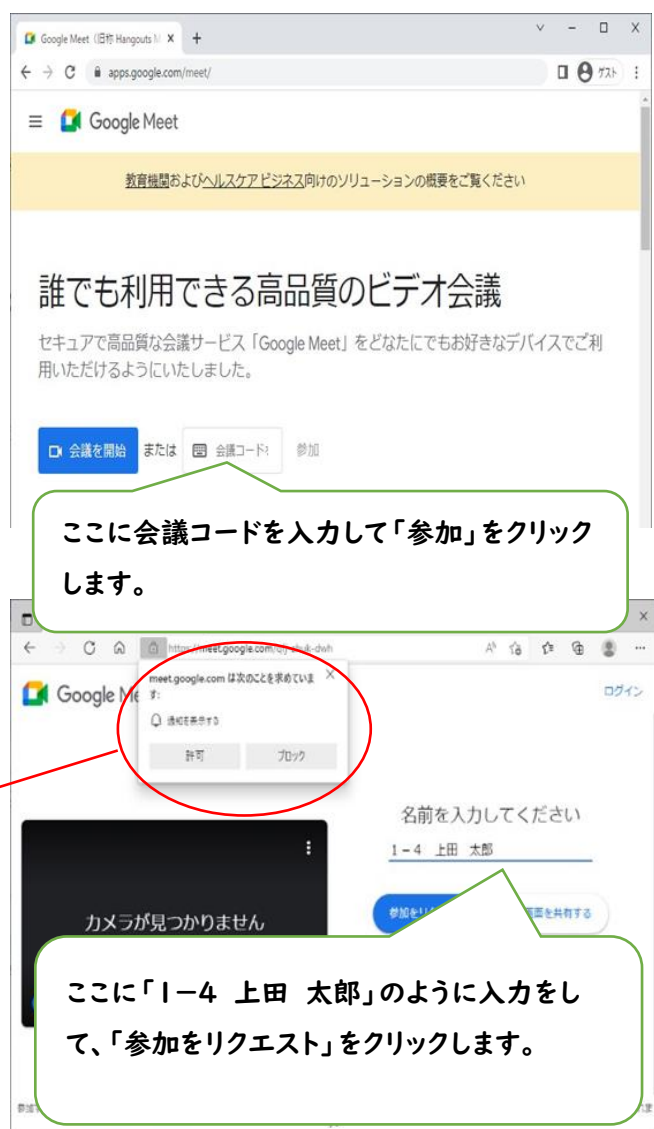 Google Meet (旧称 Hangouts M
apps.google.com/meet/
ゲスト
Google Meet
教育機関およびヘルスケア ビジネス向けのソリューションの概要をご覧ください
誰でも利用できる高品質のビデオ会議
セキュアで高品質な会議サービス「Google Meet」をどなたにでもお好きなデバイスでご利
用いただけるようにいたしました。
会議を開始 または 会議コード 参加
ここに会議コードを入力して「参加」をクリック
します。
meet.google.com は次のことを求めていま
す:
通知を表示する
許可 ブロック
Google Me
ログイン
名前を入力してください
1-4 上田 太郎
カメラが見つかりません
参加をリ 画面を共有する
ここに「1-4 上田 太郎」のように入力をし
て、「参加をリクエスト」をクリックします。